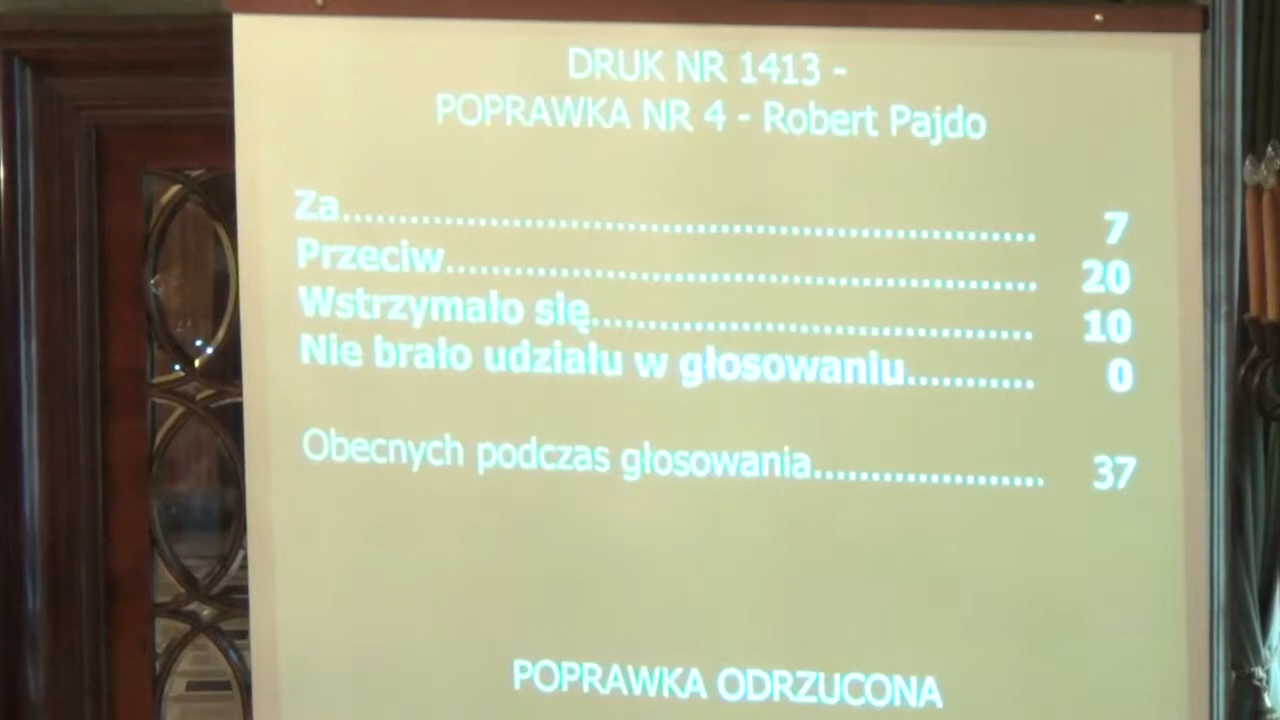 DRUK NR 1413 -
POPRAWKA NR 4 - Robert Pajdo
Za............................................................. 7
Przeciw.................................................... 20
Wstrzymało się....................................... 10
Nie brało udziału w głosowaniu........... 0
Obecnych podczas głosowania.................... 37
POPRAWKA ODRZUCONA